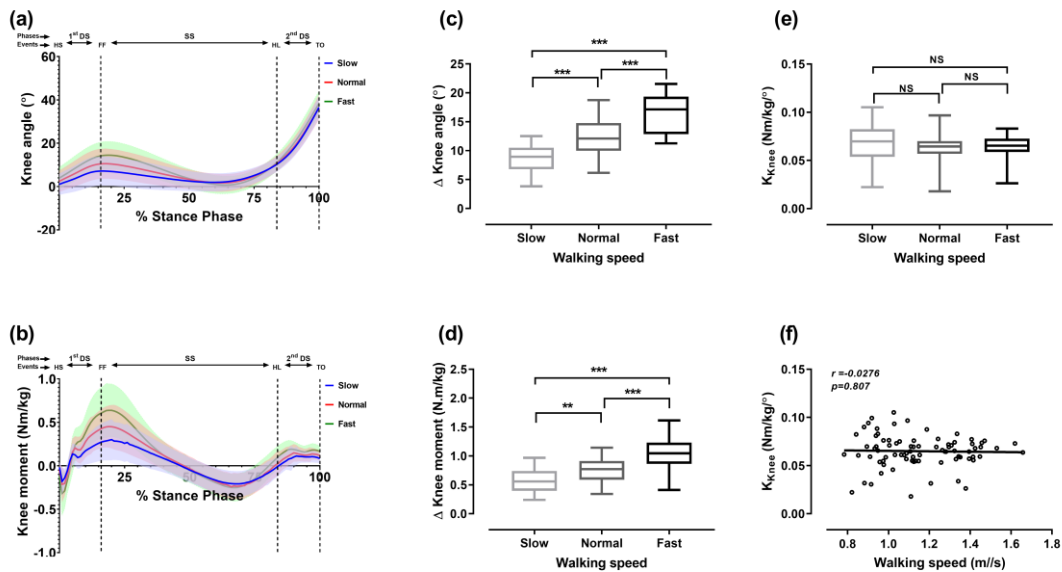 (a)
Phases
Events
HS
1st DS
FF
SS
HL
2nd DS
TO
60
40
20
0
-20
25
50
75
100
Knee angle (°)
% Stance Phase
Slow
Normal
Fast
(c)
25
20
15
10
5
0
Δ Knee angle (°)
***
***
***
Slow Normal Fast
Walking speed
(e)
0.15
0.10
0.05
0.00
KKnee (Nm/kg/°)
NS
NS
NS
Slow Normal Fast
Walking speed
(b)
Phases
Events
HS
1st DS
FF
SS
HL
2nd DS
TO
1.0
0.5
0.0
-0.5
-1.0
25
50
75
100
Knee moment (Nm/kg)
% Stance Phase
Slow
Normal
Fast
(d)
2.5
2.0
1.5
1.0
0.5
0.0
Δ Knee moment (N.m/kg)
***
**
***
Slow Normal Fast
Walking speed
(f)
r =-0.0276
p=0.807
0.15
0.10
0.05
0.00
KKnee (Nm/kg/°)
0.8 1.0 1.2 1.4 1.6 1.8
Walking speed (m//s)